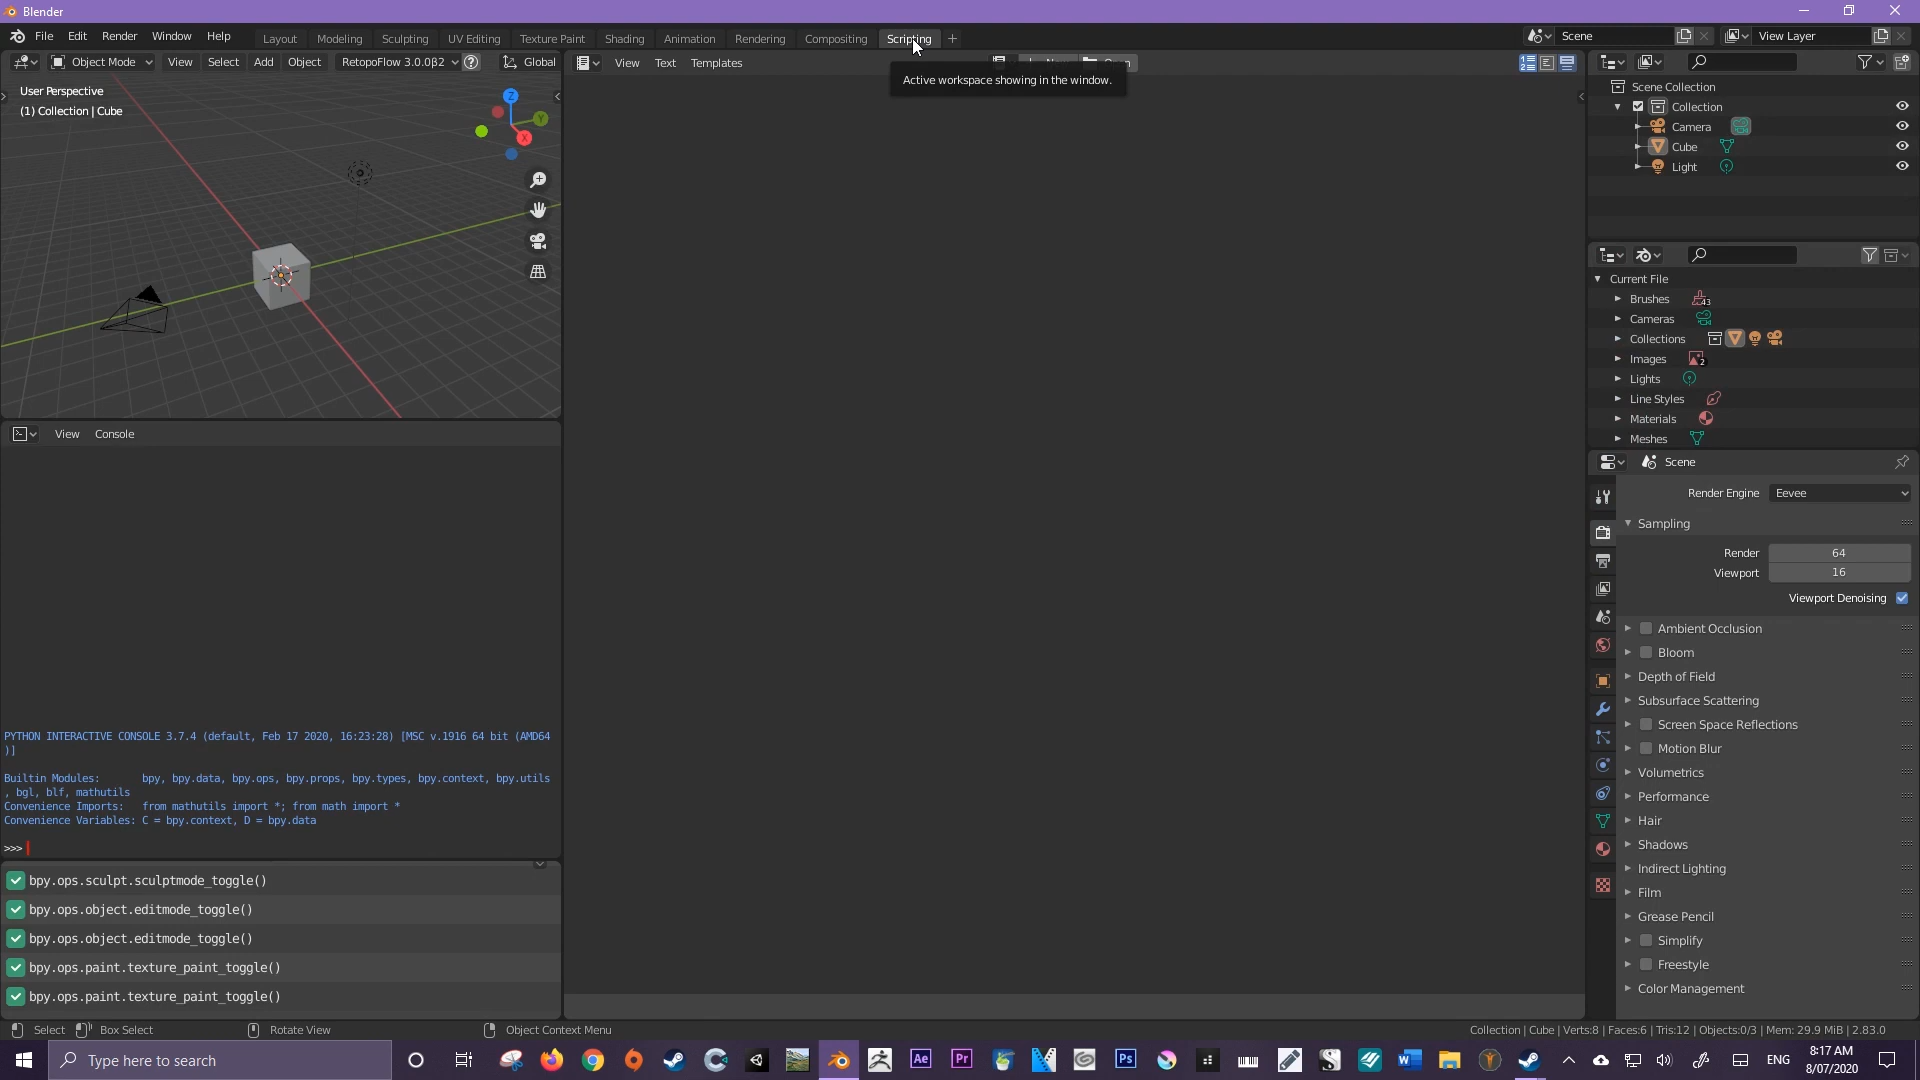 Blender
File Edit Render Window Help
Layout Modeling Sculpting UV Editing Texture Paint Shading Animation Rendering Compositing Scripting +
Scene
View Layer
Object Mode View Select Add Object RetopoFlow 3.0.0β2 Global
View Text Templates
Active workspace showing in the window.
User Perspective
(1) Collection | Cube
Z
Y
X
Scene Collection
Collection
Camera
Cube
Light
Current File
Brushes 43
Cameras
Collections
Images 2
Lights
Line Styles
Materials
Meshes
View Console
PYTHON INTERACTIVE CONSOLE 3.7.4 (default, Feb 17 2020, 16:23:28) [MSC v.1916 64 bit (AMD64
)]
Builtin Modules: bpy, bpy.data, bpy.ops, bpy.props, bpy.types, bpy.context, bpy.utils
, bgl, blf, mathutils
Convenience Imports: from mathutils import *; from math import *
Convenience Variables: C = bpy.context, D = bpy.data
>>>
bpy.ops.sculpt.sculptmode_toggle()
bpy.ops.object.editmode_toggle()
bpy.ops.object.editmode_toggle()
bpy.ops.paint.texture_paint_toggle()
bpy.ops.paint.texture_paint_toggle()
Scene
Render Engine Eevee
Sampling
Render 64
Viewport 16
Viewport Denoising
Ambient Occlusion
Bloom
Depth of Field
Subsurface Scattering
Screen Space Reflections
Motion Blur
Volumetrics
Performance
Hair
Shadows
Indirect Lighting
Film
Grease Pencil
Simplify
Freestyle
Color Management
Select Box Select Rotate View Object Context Menu
Collection | Cube | Verts:8 | Faces:6 | Tris:12 | Objects:0/3 | Mem: 29.9 MiB | 2.83.0
Type here to search
Ae Pr Ps
ENG
8:17 AM
8/07/2020